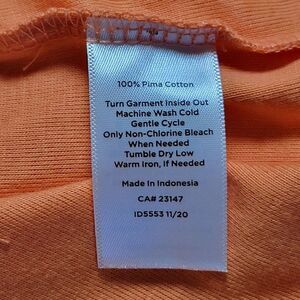 100% Pima Cotton
Turn Garment Inside Out
Machine Wash Cold
Gentle Cycle
Only Non-Chlorine Bleach
When Needed
Tumble Dry Low
Warm Iron, if Needed
Made in Indonesia
CA# 23147
ID5553 11/20